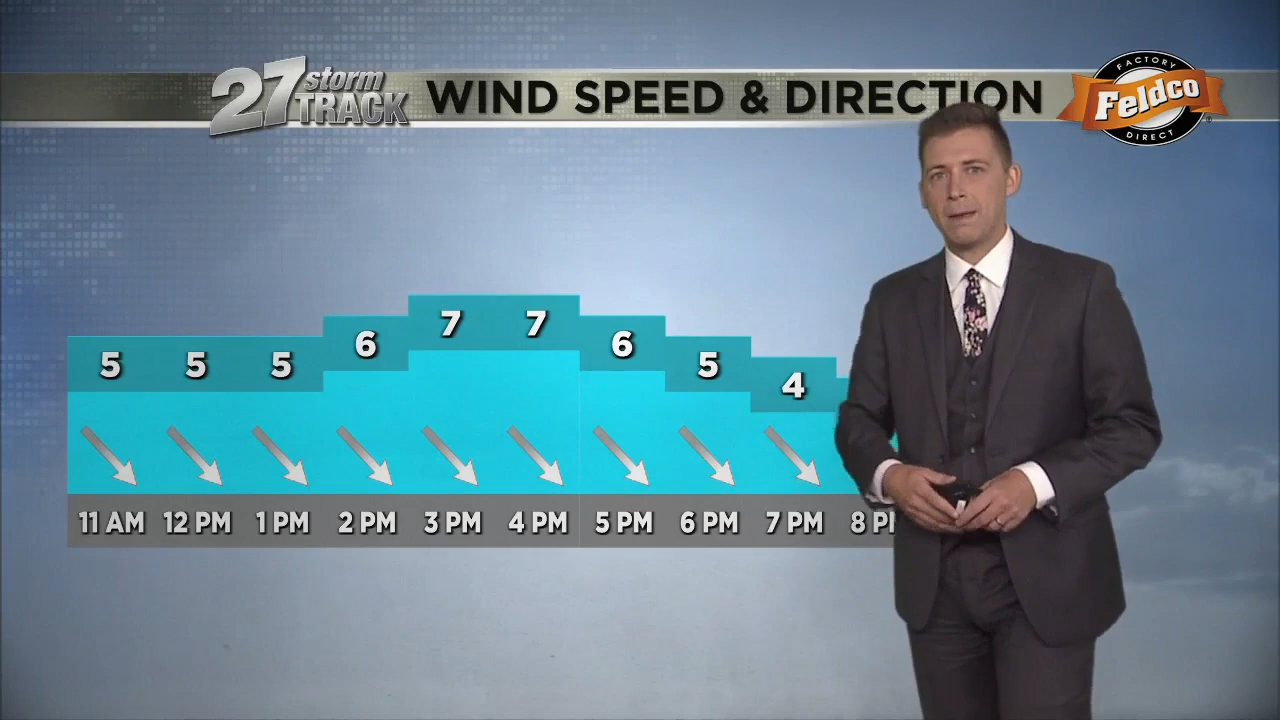 27 storm TRACK
WIND SPEED & DIRECTION
FACTORY
Feldco
DIRECT
5 5 5 6 7 7 6 5 4
11 AM 12 PM 1 PM 2 PM 3 PM 4 PM 5 PM 6 PM 7 PM 8